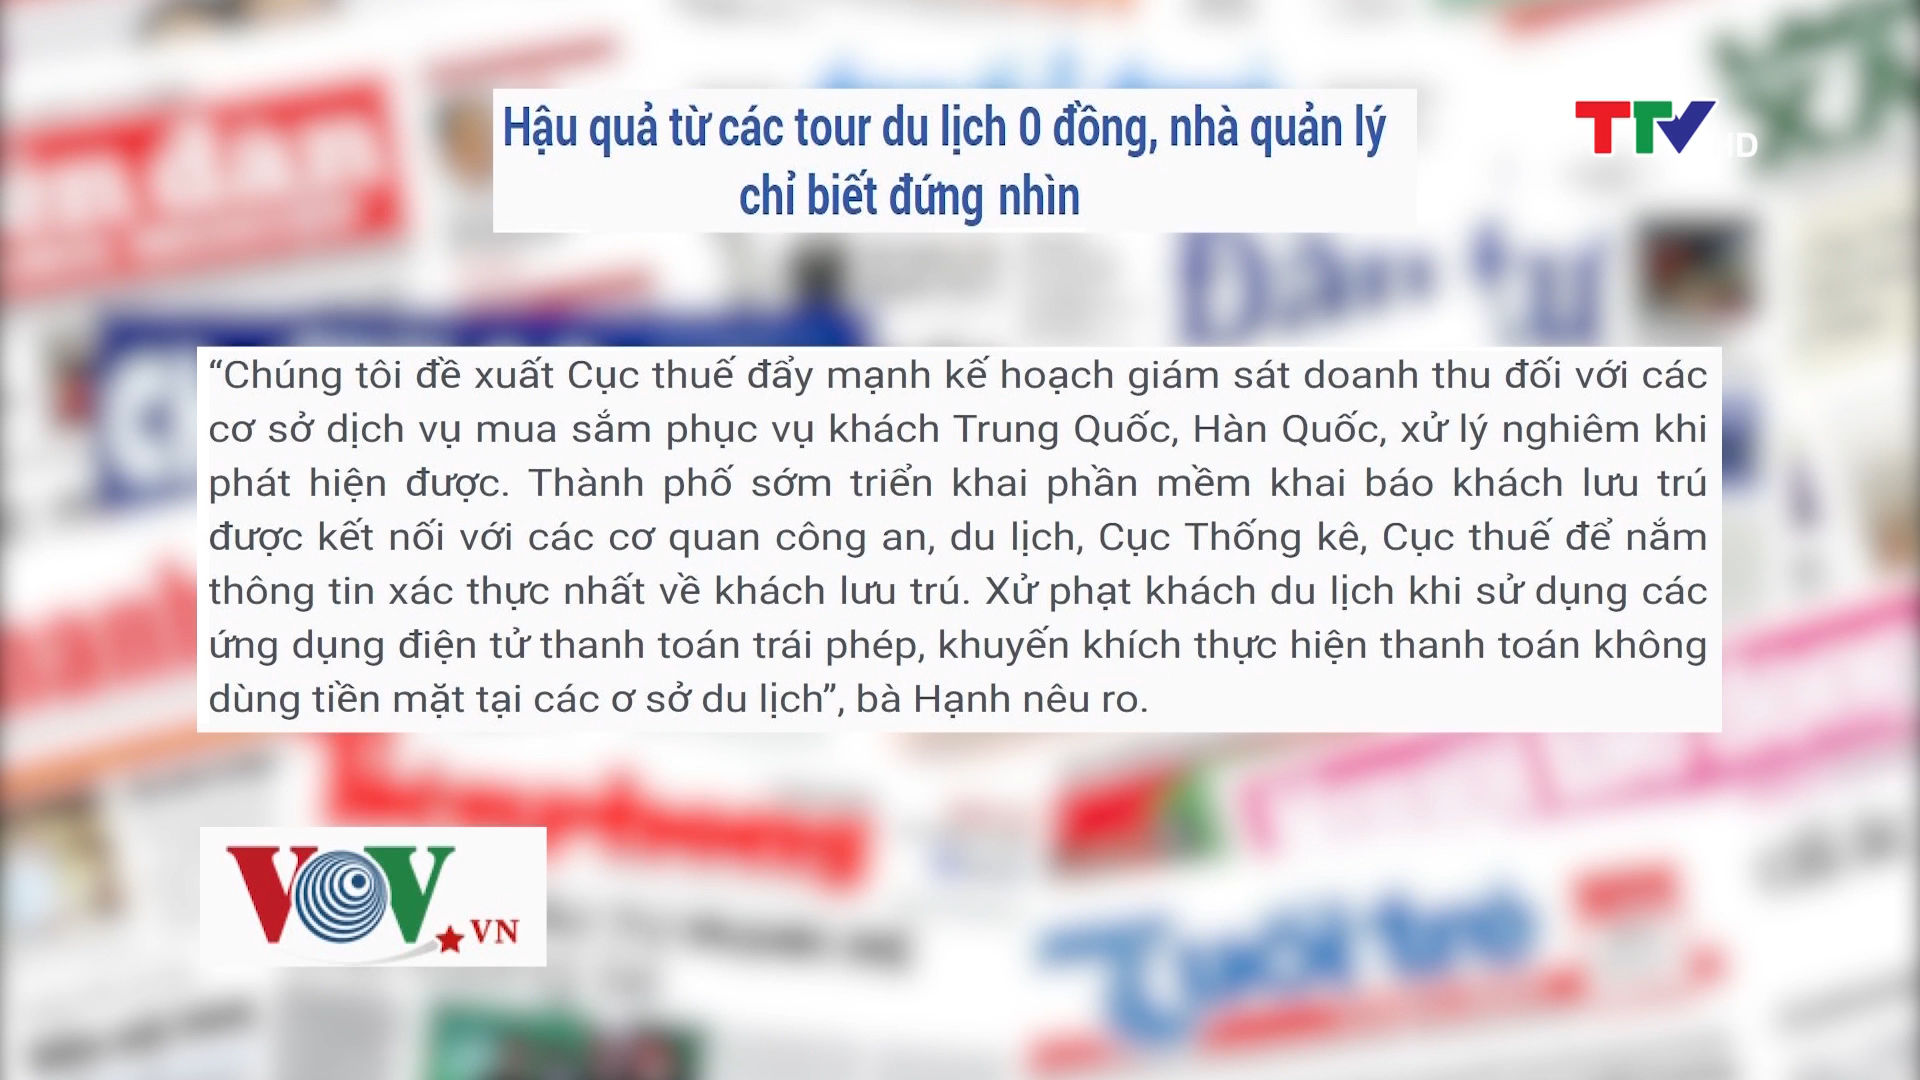 Hậu quả từ các tour du lịch 0 đồng, nhà quản lý
chỉ biết đứng nhìn
TTV HD
“Chúng tôi đề xuất Cục thuế đẩy mạnh kế hoạch giám sát doanh thu đối với các
cơ sở dịch vụ mua sắm phục vụ khách Trung Quốc, Hàn Quốc, xử lý nghiêm khi
phát hiện được. Thành phố sớm triển khai phần mềm khai báo khách lưu trú
được kết nối với các cơ quan công an, du lịch, Cục Thống kê, Cục thuế để nắm
thông tin xác thực nhất về khách lưu trú. Xử phạt khách du lịch khi sử dụng các
ứng dụng điện tử thanh toán trái phép, khuyến khích thực hiện thanh toán không
dùng tiền mặt tại các ơ sở du lịch”, bà Hạnh nêu ro.
VOV.VN
Tuổi trẻ